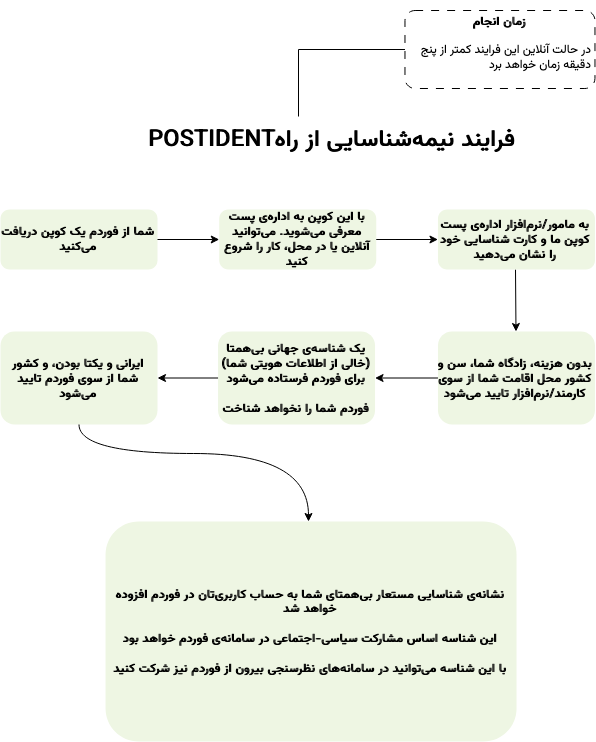 زمان انجام
در حالت آنلاین این فرایند کمتر از پنج
دقیقه زمان خواهد برد
فرایند نیمه‌شناسایی از راهPOSTIDENT
شما از فوردم یک کوپن دریافت
می‌کنید
با این کوپن به اداره‌ی پست
معرفی می‌شوید. می‌توانید
آنلاین یا در محل، کار را شروع
کنید
به مامور/نرم‌افزار اداره‌ی پست
کوپن ما و کارت شناسایی خود
را نشان می‌دهید
بدون هزینه، زادگاه شما، سن و
کشور محل اقامت شما از سوی
کارمند/نرم‌افزار تایید می‌شود
یک شناسه‌ی جهانی بی‌همتا
(خالی از اطلاعات هویتی شما)
برای فوردم فرستاده می‌شود
فوردم شما را نخواهد شناخت
ایرانی و یکتا بودن، و کشور
شما از سوی فوردم تایید
می‌شود
نشانه‌ی شناسایی مستعار بی‌همتای شما به حساب کاربری‌تان در فوردم افزوده
خواهد شد
این شناسه اساس مشارکت سیاسی-اجتماعی در سامانه‌ی فوردم خواهد بود
با این شناسه می‌توانید در سامانه‌های نظرسنجی بیرون از فوردم نیز شرکت کنید